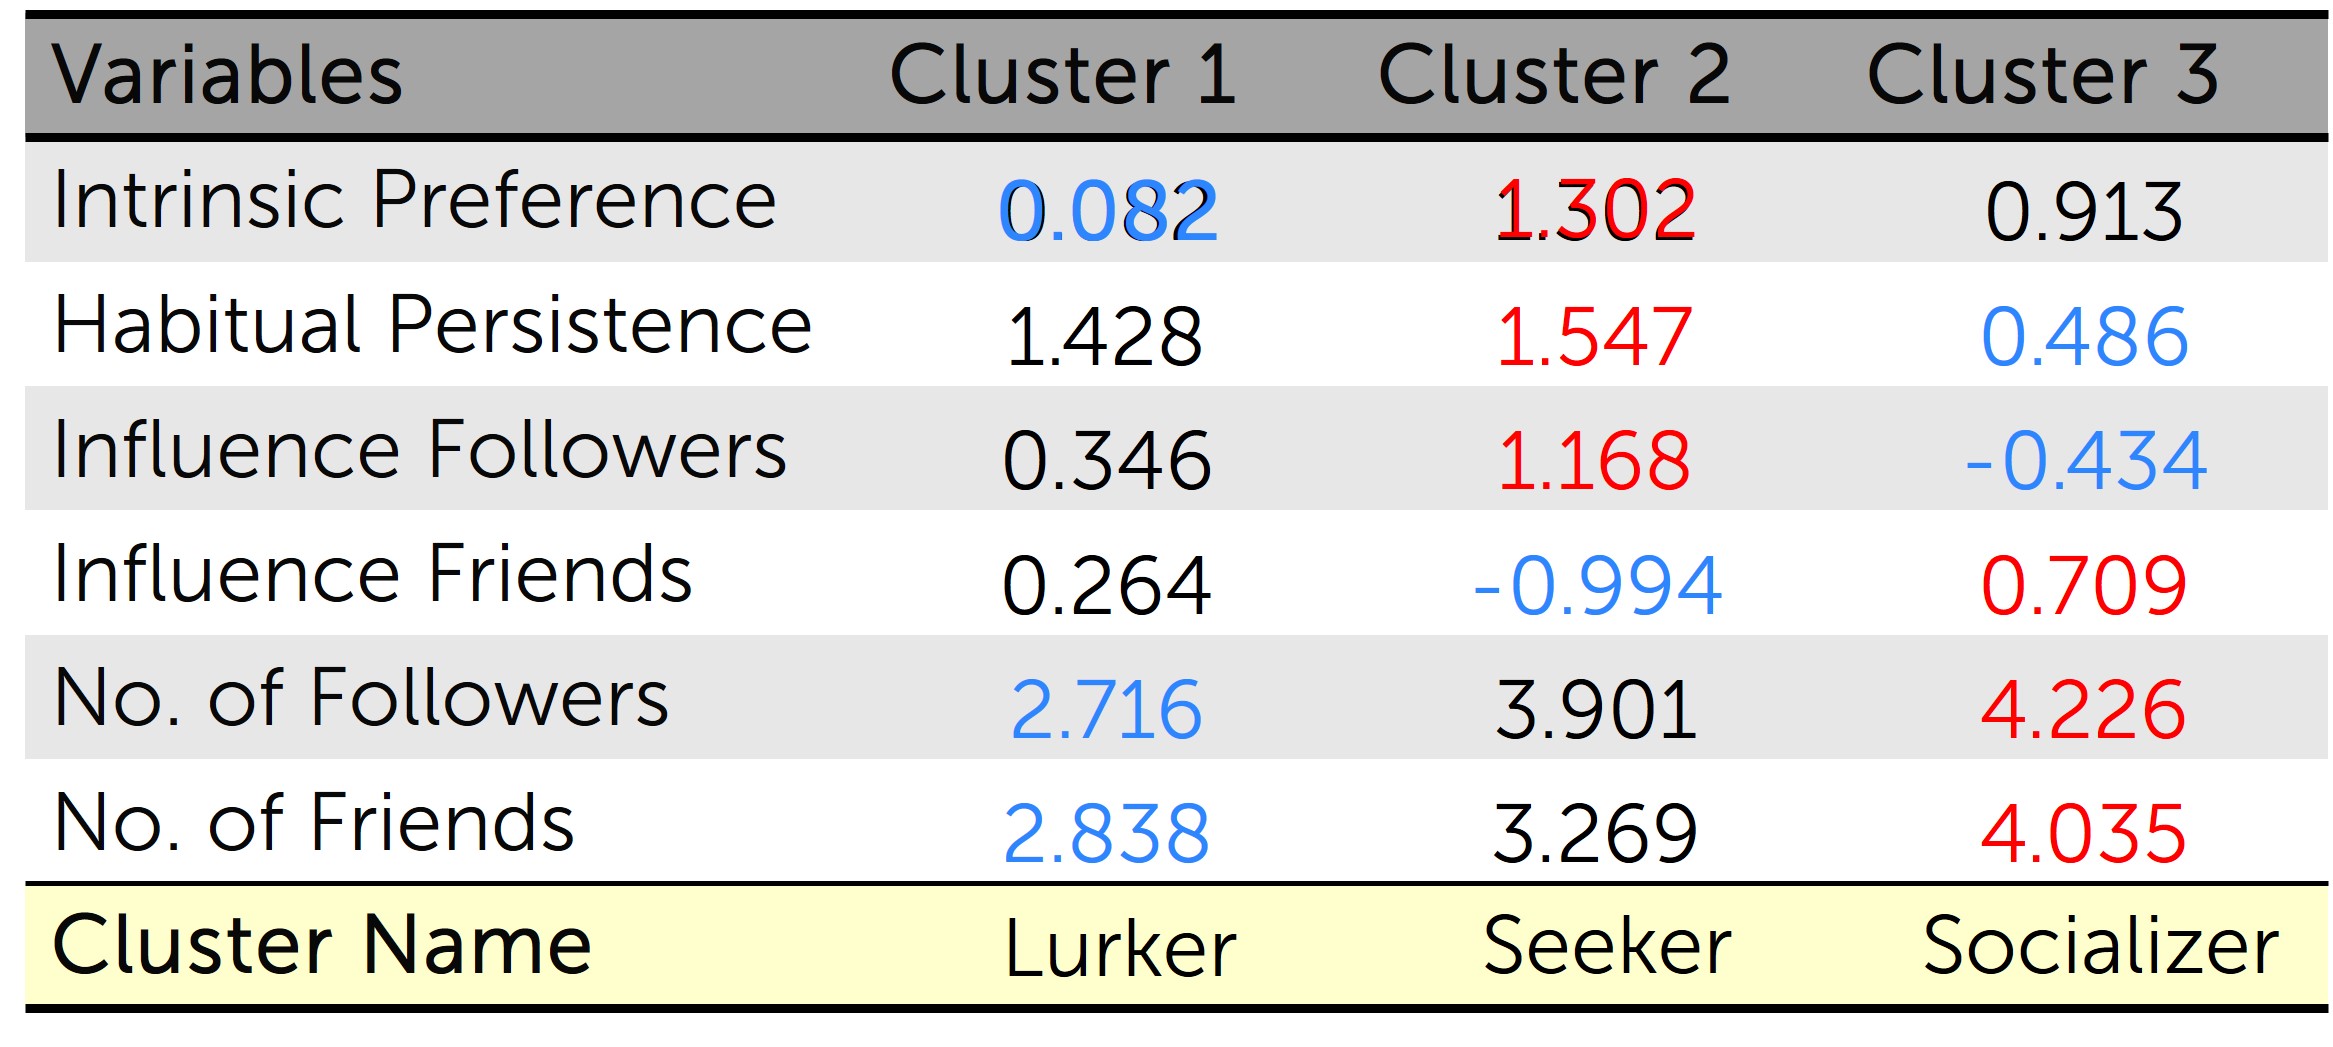 Variables Cluster 1 Cluster 2 Cluster 3
Intrinsic Preference 0.082 1.302 0.913
Habitual Persistence 1.428 1.547 0.486
Influence Followers 0.346 1.168 -0.434
Influence Friends 0.264 -0.994 0.709
No. of Followers 2.716 3.901 4.226
No. of Friends 2.838 3.269 4.035
Cluster Name Lurker Seeker Socializer